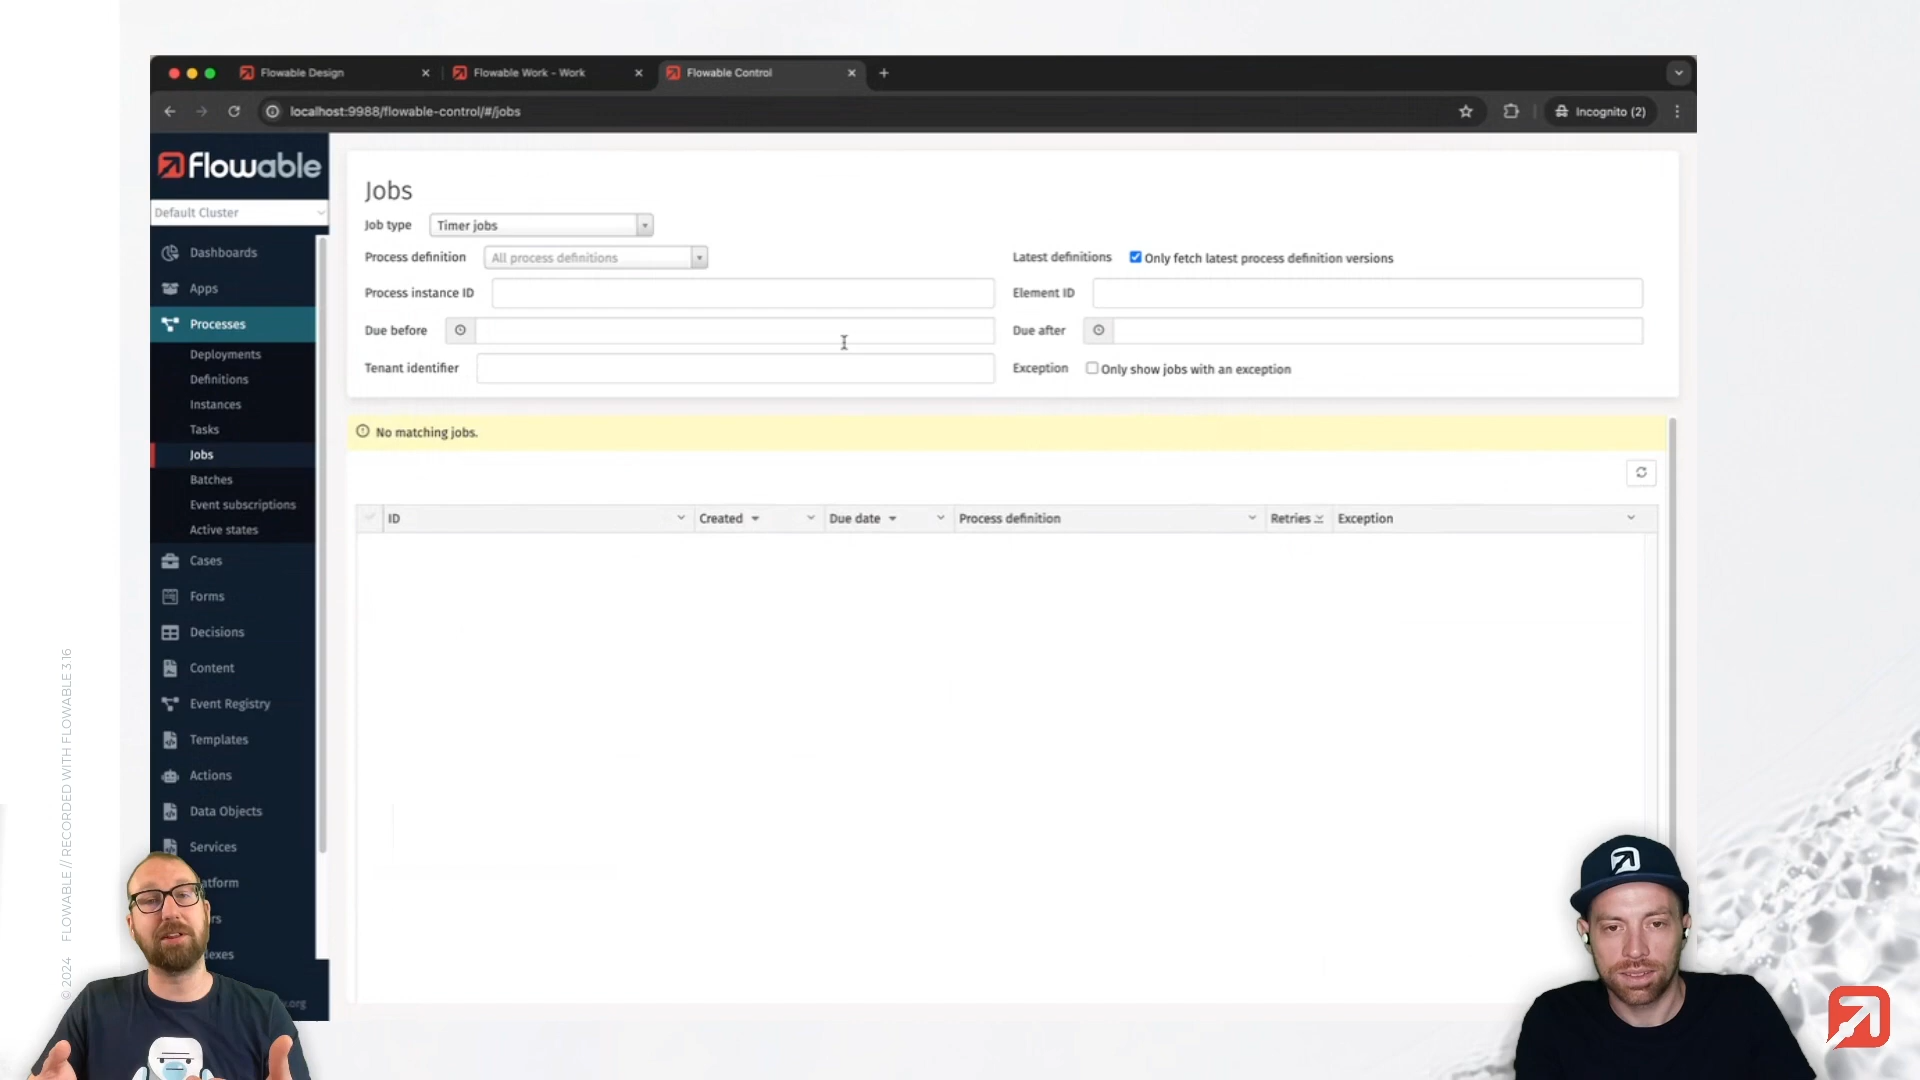 Flowable Design
Flowable Work - Work
Flowable Control
localhost:9988/flowable-control/#/jobs
Incognito (2)
flowable
Default Cluster
Dashboards
Apps
Processes
Deployments
Definitions
Instances
Tasks
Jobs
Batches
Event subscriptions
Active states
Cases
Forms
Decisions
Content
Event Registry
Templates
Actions
Data Objects
Services
Jobs
Job type
Timer jobs
Process definition
All process definitions
Latest definitions
Only fetch latest process definition versions
Process instance ID
Element ID
Due before
Due after
Tenant identifier
Exception
Only show jobs with an exception
No matching jobs.
ID
Created
Due date
Process definition
Retries
Exception
© 2024 FLOWABLE // RECORDED WITH FLOWABLE 3.16